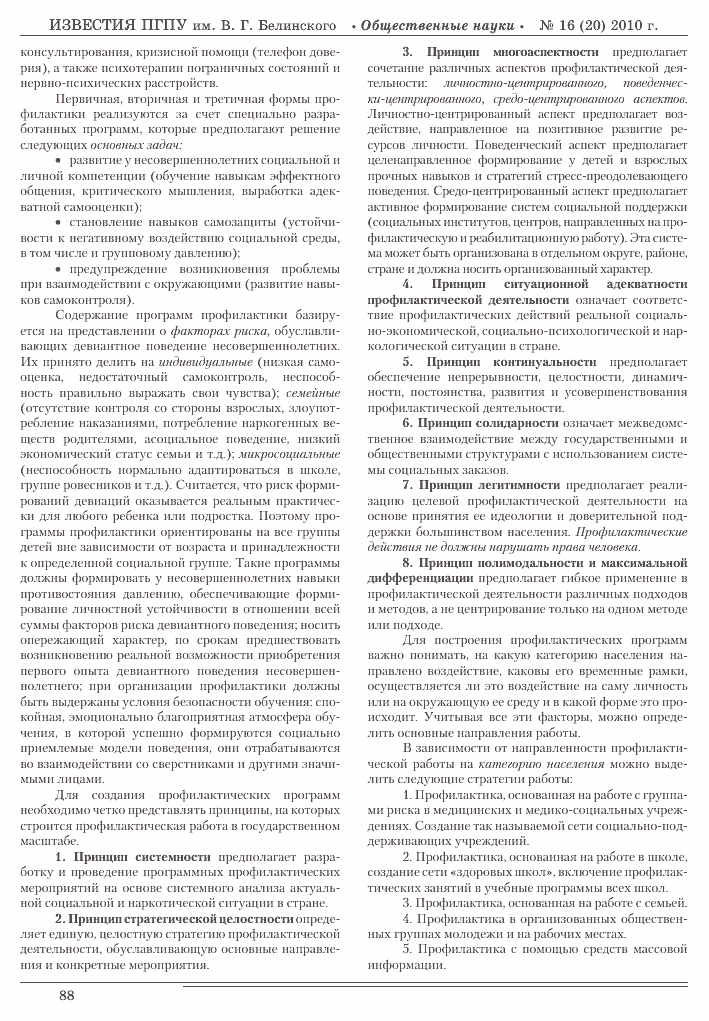 ИЗВЕСТИЯ ПГПУ им. В. Г. Белинского • Общественные науки • № 16 (20) 2010 г.
консультирования, кризисной помощи (телефон дове-
рия), а также психотерапии пограничных состояний и
нервно-психических расстройств.
Первичная, вторичная и третичная формы про-
филактики реализуются за счет специально разра-
ботанных программ, которые предполагают решение
следующих основных задач:
• развитие у несовершеннолетних социальной и
личной компетенции (обучение навыкам эффектного
общения, критического мышления, выработка адек-
ватной самооценки);
• становление навыков самозащиты (устойчи-
вости к негативному воздействию социальной среды,
в том числе и групповому давлению);
• предупреждение возникновения проблемы
при взаимодействии с окружающими (развитие навы-
ков самоконтроля).
Содержание программ профилактики базиру-
ется на представлении о факторах риска, обуславли-
вающих девиантное поведение несовершеннолетних.
Их принято делить на индивидуальные (низкая само-
оценка, недостаточный самоконтроль, неспособ-
ность правильно выражать свои чувства); семейные
(отсутствие контроля со стороны взрослых, злоупот-
ребление наказаниями, потребление наркогенных ве-
ществ родителями, асоциальное поведение, низкий
экономический статус семьи и т.д.); микросоциальные
(неспособность нормально адаптироваться в школе,
группе ровесников и т.д.). Считается, что риск форми-
рований девиаций оказывается реальным практичес-
ки для любого ребенка или подростка. Поэтому про-
граммы профилактики ориентированы на все группы
детей вне зависимости от возраста и принадлежности
к определенной социальной группе. Такие программы
должны формировать у несовершеннолетних навыки
противостояния давлению, обеспечивающие форми-
рование личностной устойчивости в отношении всей
суммы факторов риска девиантного поведения; носить
опережающий характер, по срокам предшествовать
возникновению реальной возможности приобретения
первого опыта девиантного поведения несовершен-
нолетнего; при организации профилактики должны
быть выдержаны условия безопасности обучения: спо-
койная, эмоционально благоприятная атмосфера обу-
чения, в которой успешно формируются социально
приемлемые модели поведения, они отрабатываются
во взаимодействии со сверстниками и другими значи-
мыми лицами.
Для создания профилактических программ
необходимо четко представлять принципы, на которых
строится профилактическая работа в государственном
масштабе.
1. Принцип системности предполагает разра-
ботку и проведение программных профилактических
мероприятий на основе системного анализа актуаль-
ной социальной и наркотической ситуации в стране.
2. Принцип стратегической целостности опреде-
ляет единую, целостную стратегию профилактической
деятельности, обуславливающую основные направле-
ния и конкретные мероприятия.
3. Принцип многоаспектности предполагает
сочетание различных аспектов профилактической дея-
тельности: личностно-центрированного, поведенчес-
ки-центрированного, средо-центрированного аспектов.
Личностно-центрированный аспект предполагает воз-
действие, направленное на позитивное развитие ре-
сурсов личности. Поведенческий аспект предполагает
целенаправленное формирование у детей и взрослых
прочных навыков и стратегий стресс-преодолевающего
поведения. Средо-центрированный аспект предполагает
активное формирование систем социальной поддержки
(социальных институтов, центров, направленных на про-
филактическую и реабилитационную работу). Эта систе-
ма может быть организована в отдельном округе, районе,
стране и должна носить организованный характер.
4. Принцип ситуационной адекватности
профилактической деятельности означает соответс-
твие профилактических действий реальной социаль-
но-экономической, социально-психологической и нар-
кологической ситуации в стране.
5. Принцип континуальности предполагает
обеспечение непрерывности, целостности, динамич-
ности, постоянства, развития и усовершенствования
профилактической деятельности.
6. Принцип солидарности означает межведомс-
твенное взаимодействие между государственными и
общественными структурами с использованием систе-
мы социальных заказов.
7. Принцип легитимности предполагает реали-
зацию целевой профилактической деятельности на
основе принятия ее идеологии и доверительной под-
держки большинством населения. Профилактические
действия не должны нарушать права человека.
8. Принцип полимодальности и максимальной
дифференциации предполагает гибкое применение в
профилактической деятельности различных подходов
и методов, а не центрирование только на одном методе
или подходе.
Для построения профилактических программ
важно понимать, на какую категорию населения на-
правлено воздействие, каковы его временные рамки,
осуществляется ли это воздействие на саму личность
или на окружающую ее среду и в какой форме это про-
исходит. Учитывая все эти факторы, можно опреде-
лить основные направления работы.
В зависимости от направленности профилакти-
ческой работы на категорию населения можно выде-
лить следующие стратегии работы:
1. Профилактика, основанная на работе с группа-
ми риска в медицинских и медико-социальных учреж-
дениях. Создание так называемой сети социально-под-
держивающих учреждений.
2. Профилактика, основанная на работе в школе,
создание сети «здоровых школ», включение профилак-
тических занятий в учебные программы всех школ.
3. Профилактика, основанная на работе с семьей.
4. Профилактика в организованных обществен-
ных группах молодежи и на рабочих местах.
5. Профилактика с помощью средств массовой
информации.
88